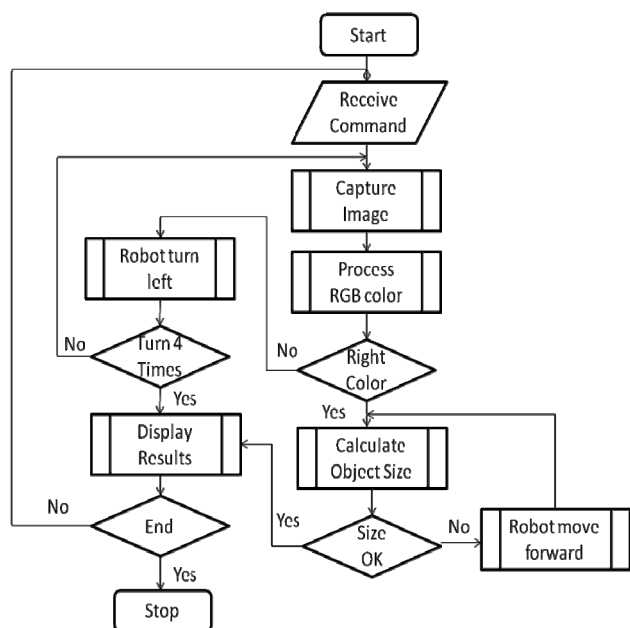 Start
Receive
Command
Capture
Image
Process
RGB color
Robot turn
left
No
Turn 4
Times
No
Right
Color
Yes
Yes
Display
Results
Calculate
Object Size
No
End
Yes
Size
OK
No
Robot move
forward
Yes
Stop